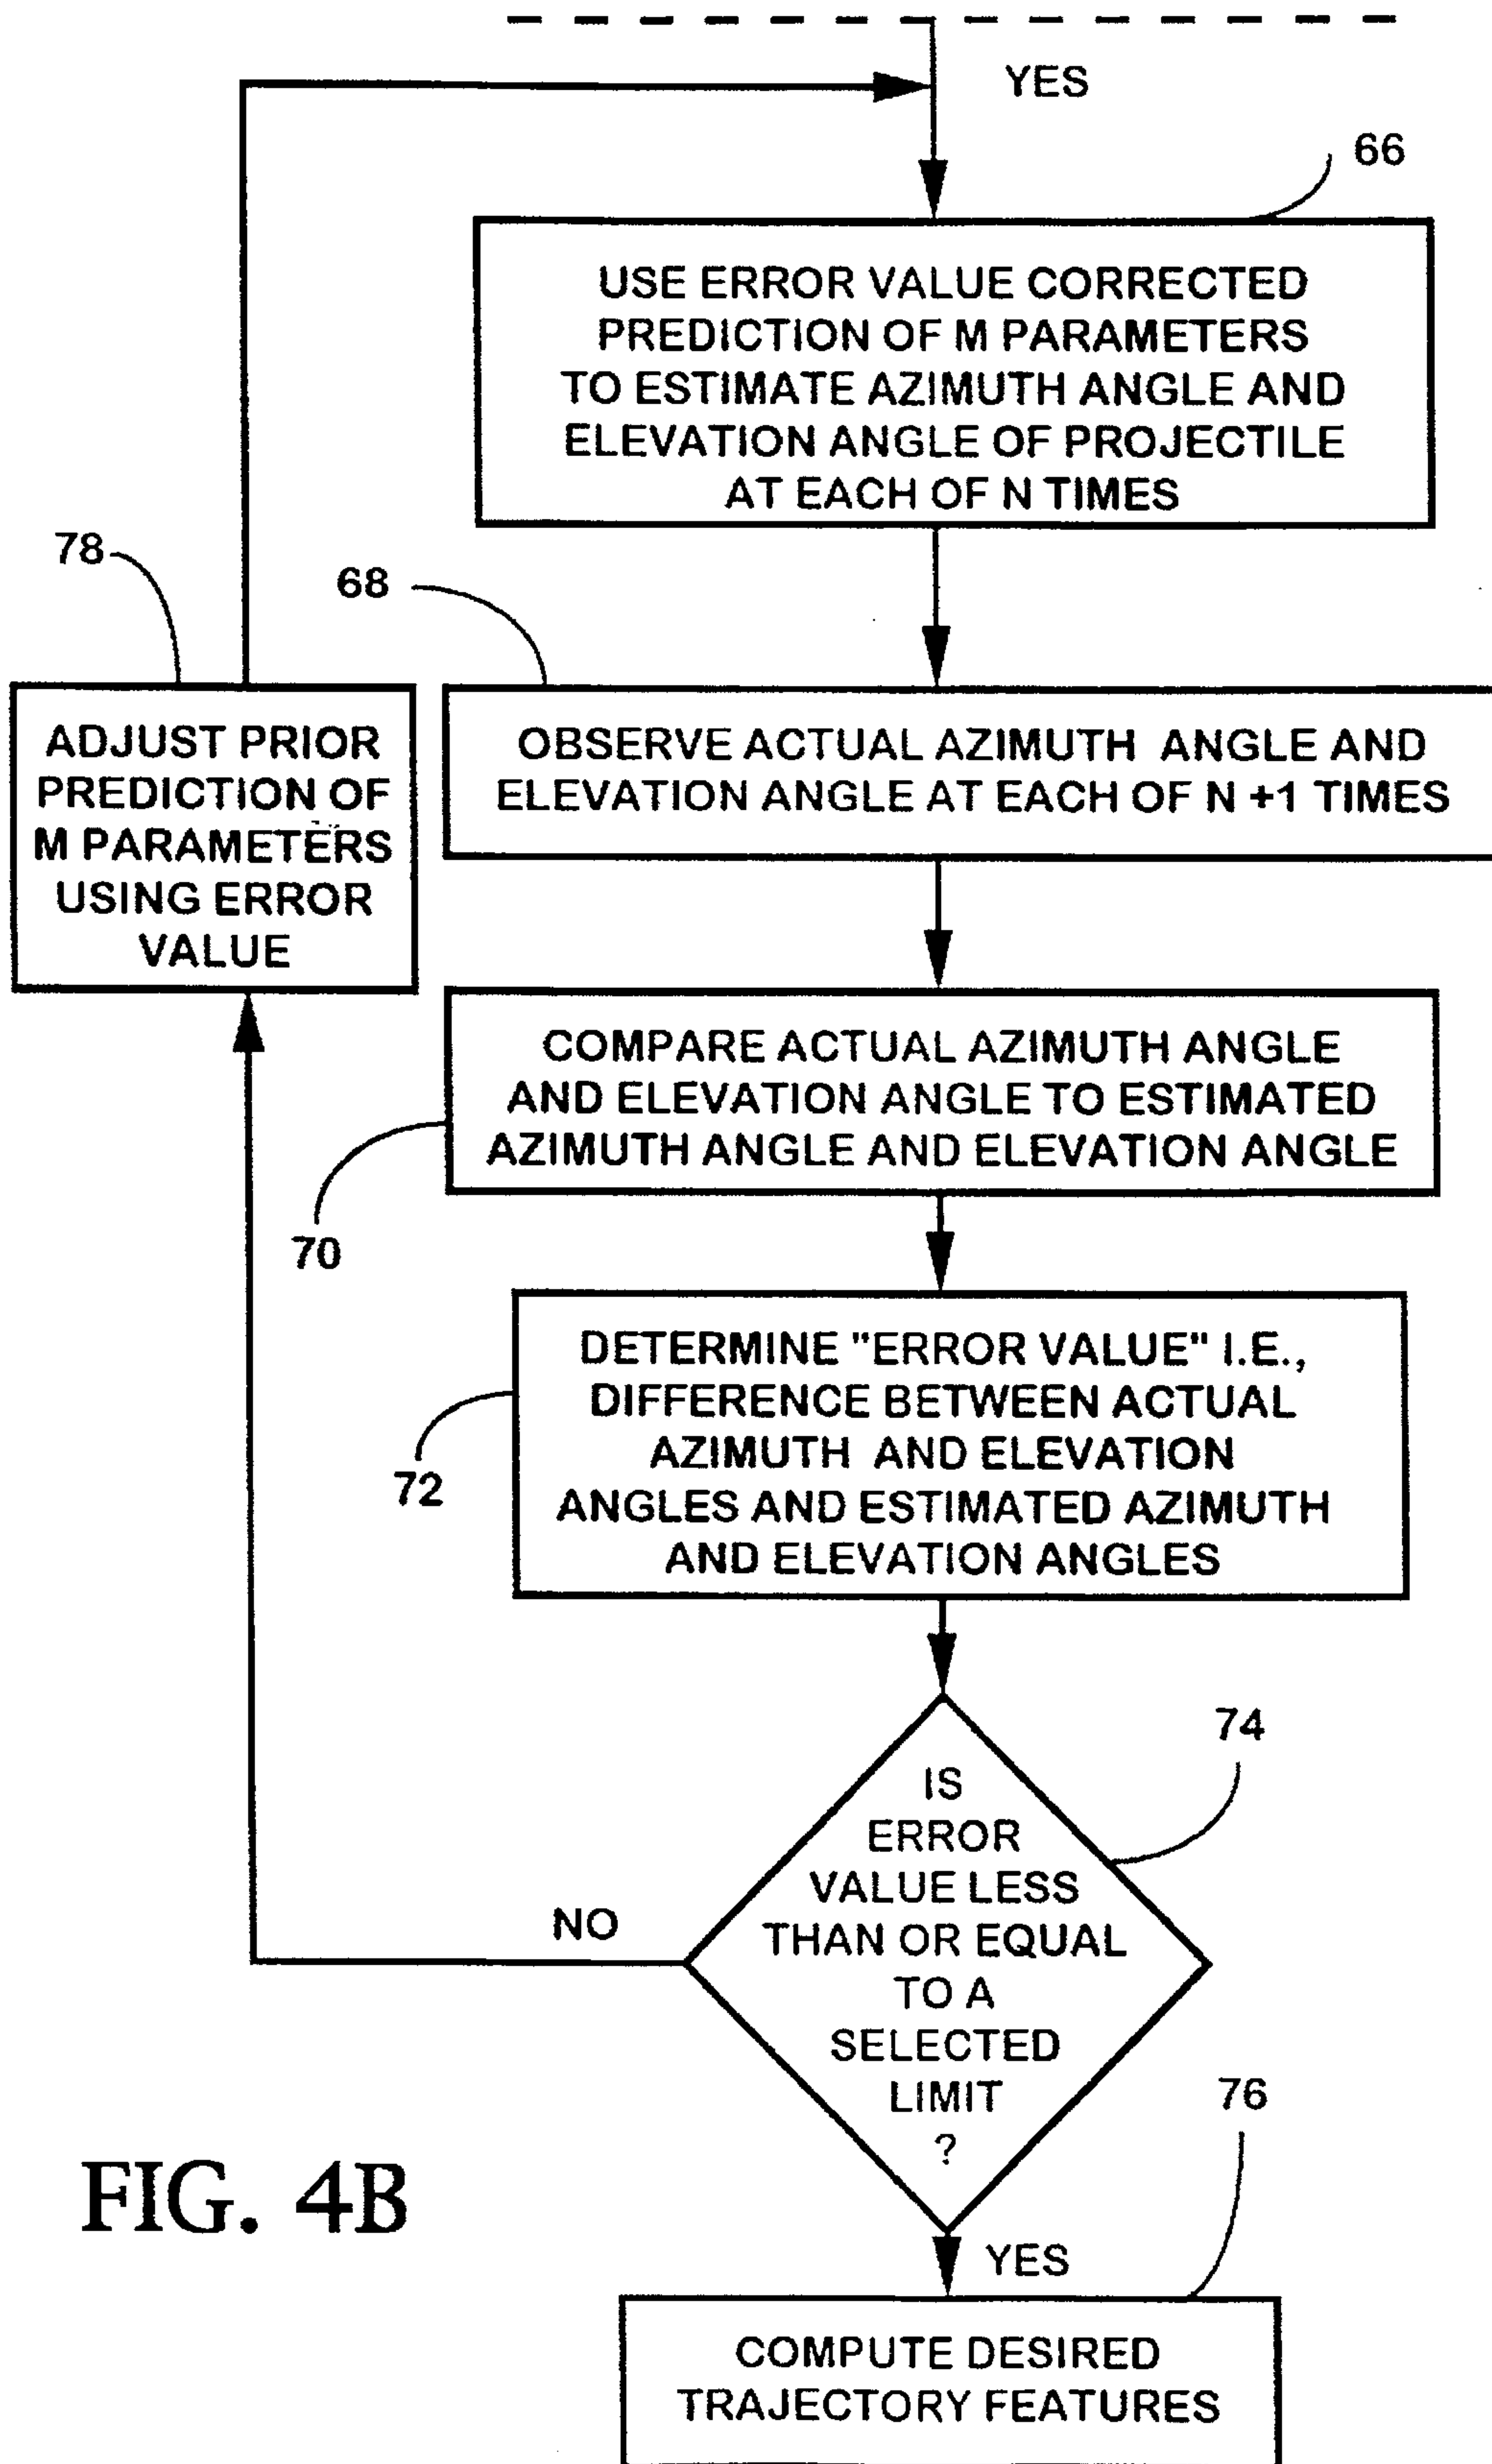 YES
66
USE ERROR VALUE CORRECTED
PREDICTION OF M PARAMETERS
TO ESTIMATE AZIMUTH ANGLE AND
ELEVATION ANGLE OF PROJECTILE
AT EACH OF N TIMES
78
68
ADJUST PRIOR
PREDICTION OF
M PARAMETERS
USING ERROR
VALUE
OBSERVE ACTUAL AZIMUTH ANGLE AND
ELEVATION ANGLE AT EACH OF N +1 TIMES
COMPARE ACTUAL AZIMUTH ANGLE
AND ELEVATION ANGLE TO ESTIMATED
AZIMUTH ANGLE AND ELEVATION ANGLE
70
DETERMINE "ERROR VALUE" I.E.,
DIFFERENCE BETWEEN ACTUAL
AZIMUTH AND ELEVATION
ANGLES AND ESTIMATED AZIMUTH
AND ELEVATION ANGLES
72
74
IS
ERROR
VALUE LESS
THAN OR EQUAL
TO A
SELECTED
LIMIT
?
NO
76
YES
COMPUTE DESIRED
TRAJECTORY FEATURES
FIG. 4B